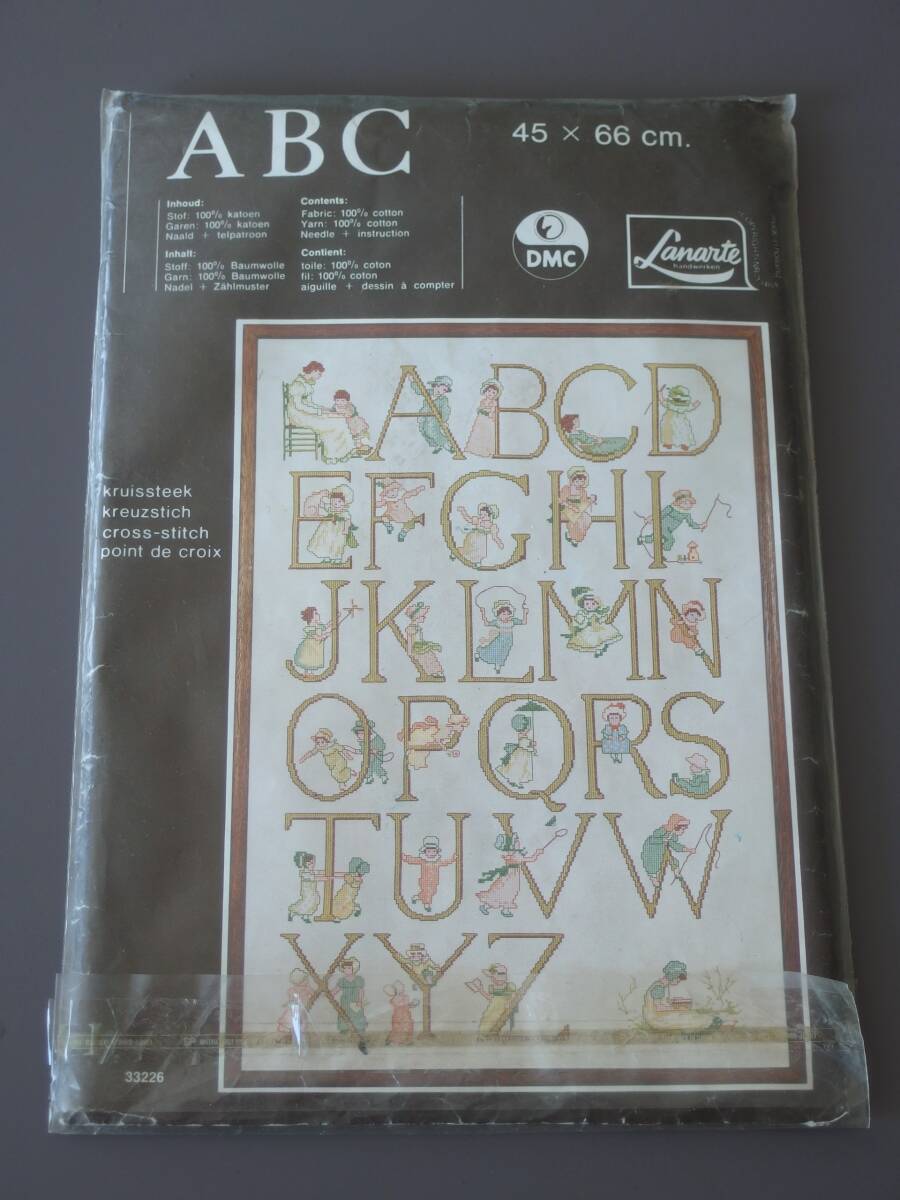 ABC
45 × 66 cm.
Inhoud:
Stof: 100% katoen
Garen: 100% katoen
Naald + telpatroon
Contents:
Fabric: 100% cotton
Yarn: 100% cotton
Needle + instruction
Inhalt:
Stoff: 100% Baumwolle
Garn: 100% Baumwolle
Nadel + Zählmuster
Contient:
toile: 100% coton
fil: 100% coton
aiguille + dessin à compter
DMC
Lanarte
handwerken
kruissteek
kreuzstich
cross-stitch
point de croix
ABCD
EFGHI
JKLMN
OPQRS
TUVW
XYZ
33226